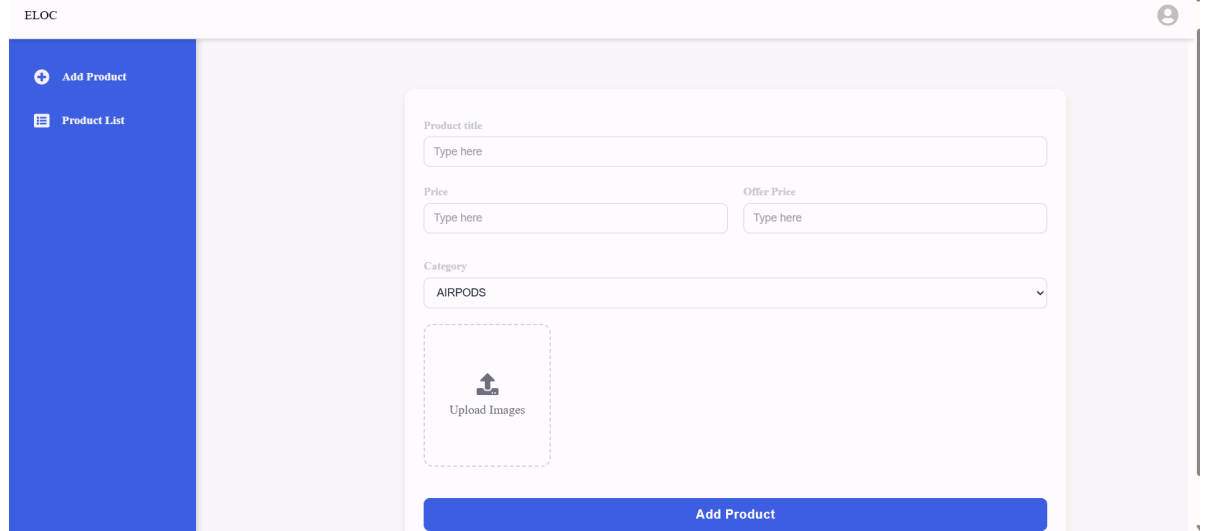 ELOC
Add Product
Product List
Product title
Type here
Price
Offer Price
Type here
Type here
Category
AIRPODS
Upload Images
Add Product